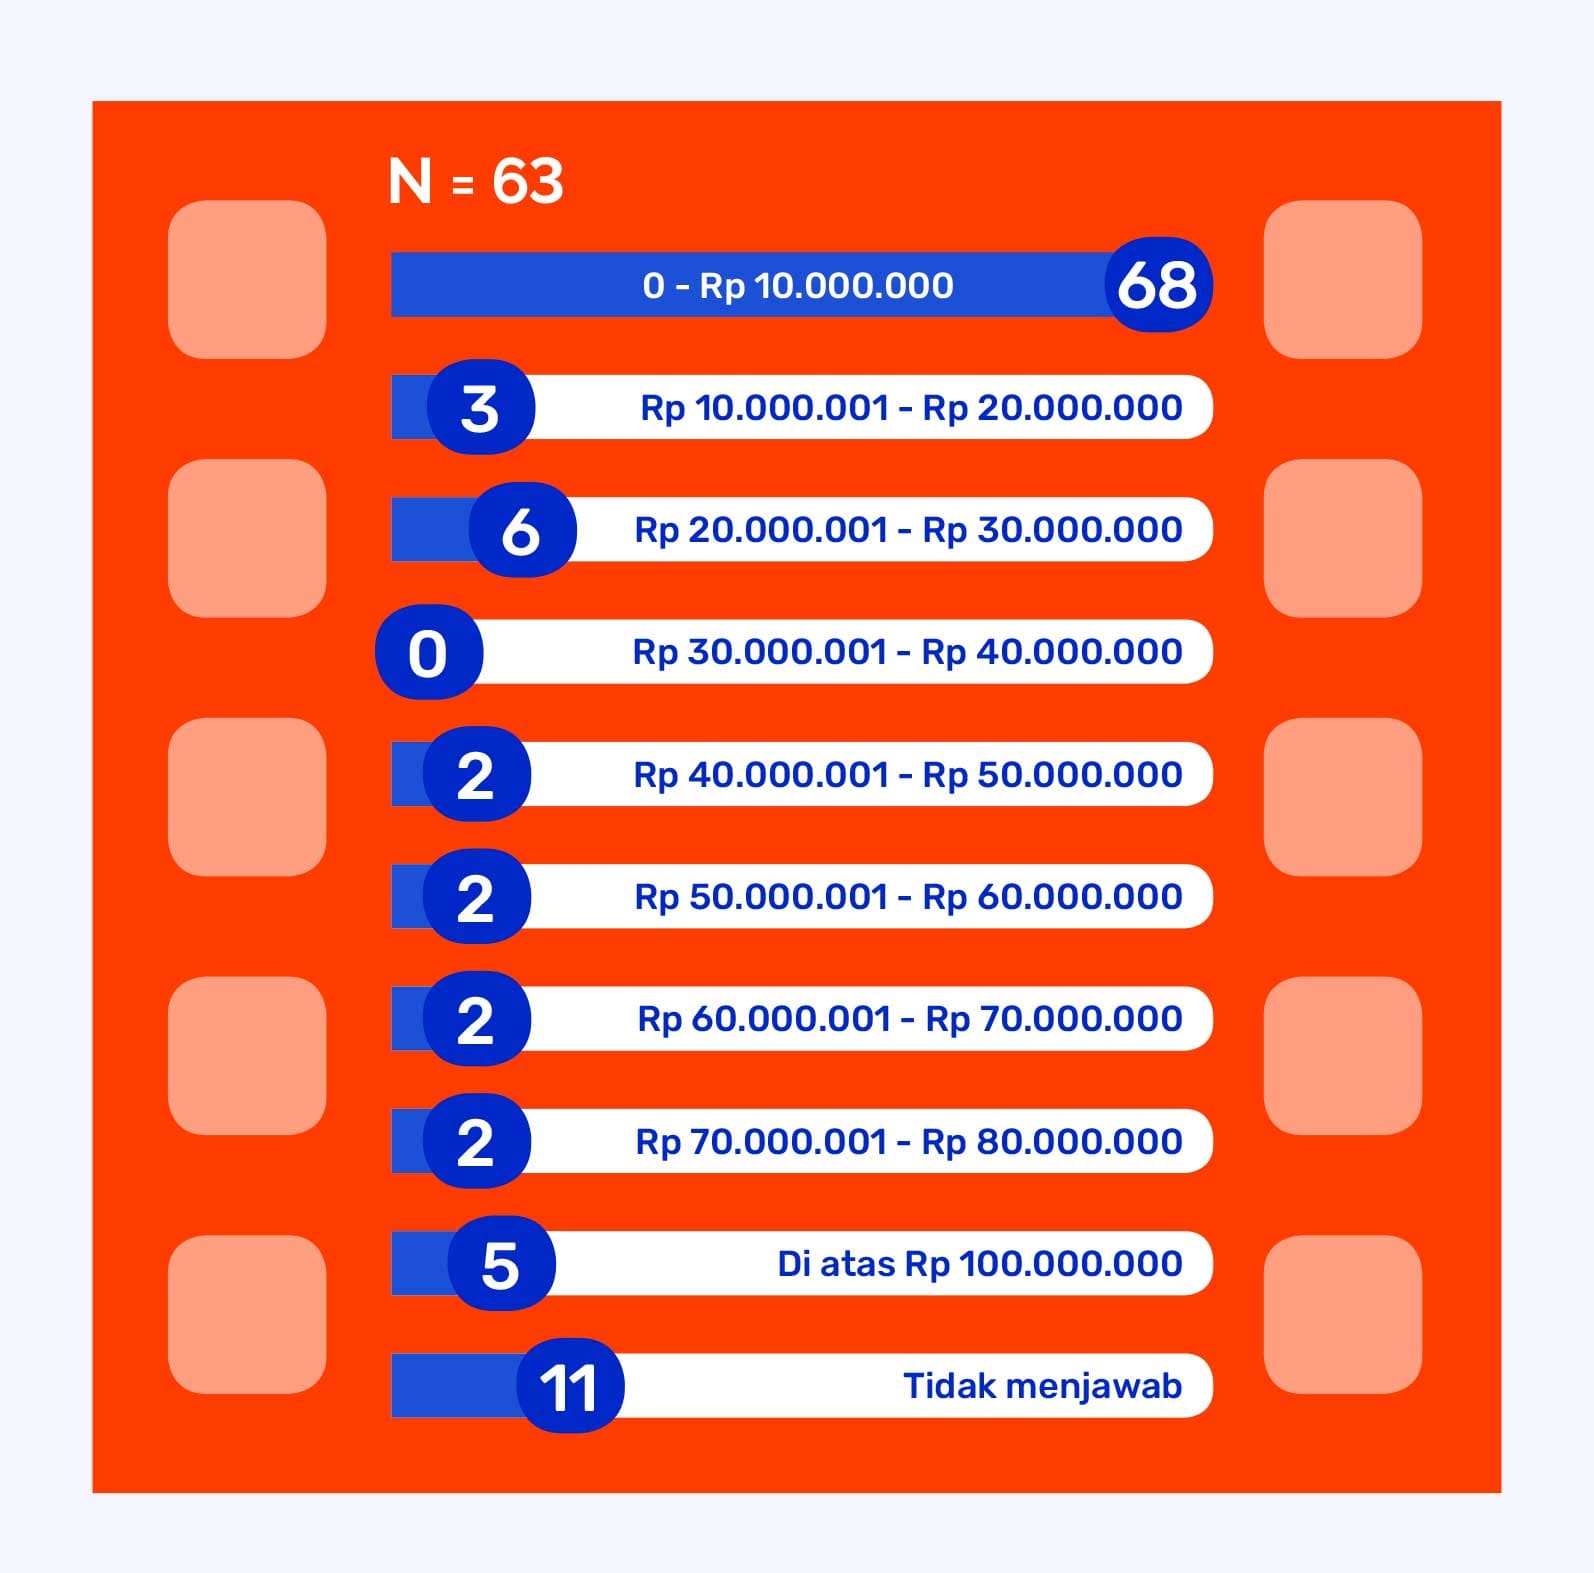 N = 63
0 - Rp 10.000.000 68
3 Rp 10.000.001 - Rp 20.000.000
6 Rp 20.000.001 - Rp 30.000.000
0 Rp 30.000.001 - Rp 40.000.000
2 Rp 40.000.001 - Rp 50.000.000
2 Rp 50.000.001 - Rp 60.000.000
2 Rp 60.000.001 - Rp 70.000.000
2 Rp 70.000.001 - Rp 80.000.000
5 Di atas Rp 100.000.000
11 Tidak menjawab